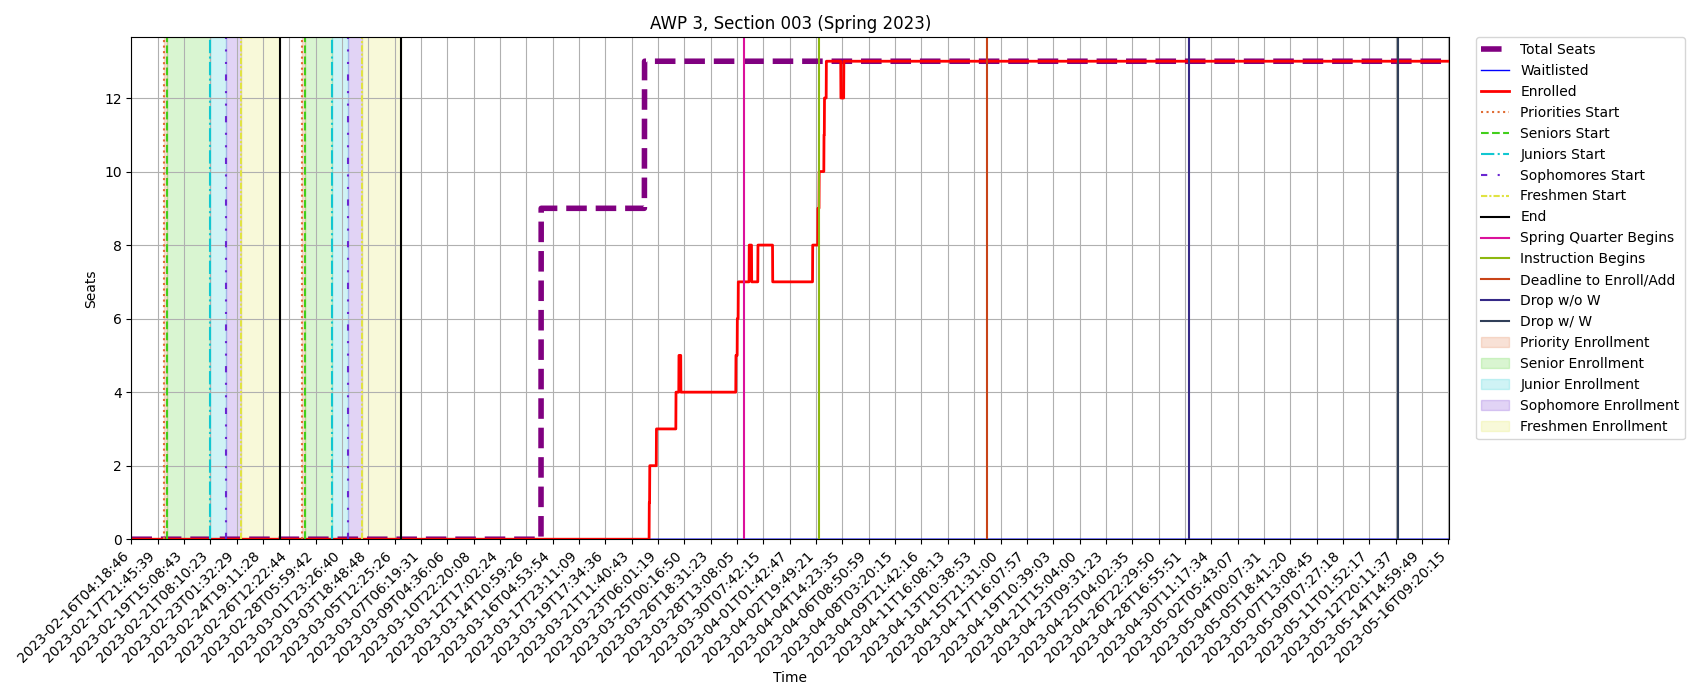 AWP 3, Section 003 (Spring 2023)
Seats
12
10
8
6
4
2
0
2023-02-16T04:18:46
2023-02-17T21:45:39
2023-02-19T15:08:43
2023-02-21T08:10:23
2023-02-23T01:32:29
2023-02-24T19:11:28
2023-02-26T12:22:44
2023-02-28T05:59:42
2023-03-01T23:26:40
2023-03-03T18:48:48
2023-03-05T12:25:26
2023-03-07T06:19:31
2023-03-09T04:36:06
2023-03-10T22:20:08
2023-03-12T17:02:24
2023-03-14T10:59:26
2023-03-16T04:53:54
2023-03-17T23:11:09
2023-03-19T17:34:36
2023-03-21T11:40:43
2023-03-23T06:01:19
2023-03-25T00:16:50
2023-03-26T18:31:23
2023-03-28T13:08:05
2023-03-30T07:42:15
2023-04-01T01:42:47
2023-04-02T19:49:21
2023-04-04T14:23:35
2023-04-06T08:50:59
2023-04-08T03:20:15
2023-04-09T21:42:16
2023-04-11T16:08:13
2023-04-13T10:38:53
2023-04-15T21:31:00
2023-04-17T16:07:57
2023-04-19T10:39:03
2023-04-21T15:04:00
2023-04-23T09:31:23
2023-04-25T04:02:35
2023-04-26T22:29:50
2023-04-28T16:55:51
2023-04-30T11:17:34
2023-05-02T05:43:07
2023-05-04T00:07:31
2023-05-05T18:41:20
2023-05-07T13:08:45
2023-05-09T07:27:18
2023-05-11T01:52:17
2023-05-12T20:11:37
2023-05-14T14:59:49
2023-05-16T09:20:15
Time
Total Seats
Waitlisted
Enrolled
Priorities Start
Seniors Start
Juniors Start
Sophomores Start
Freshmen Start
End
Spring Quarter Begins
Instruction Begins
Deadline to Enroll/Add
Drop w/o W
Drop w/ W
Priority Enrollment
Senior Enrollment
Junior Enrollment
Sophomore Enrollment
Freshmen Enrollment